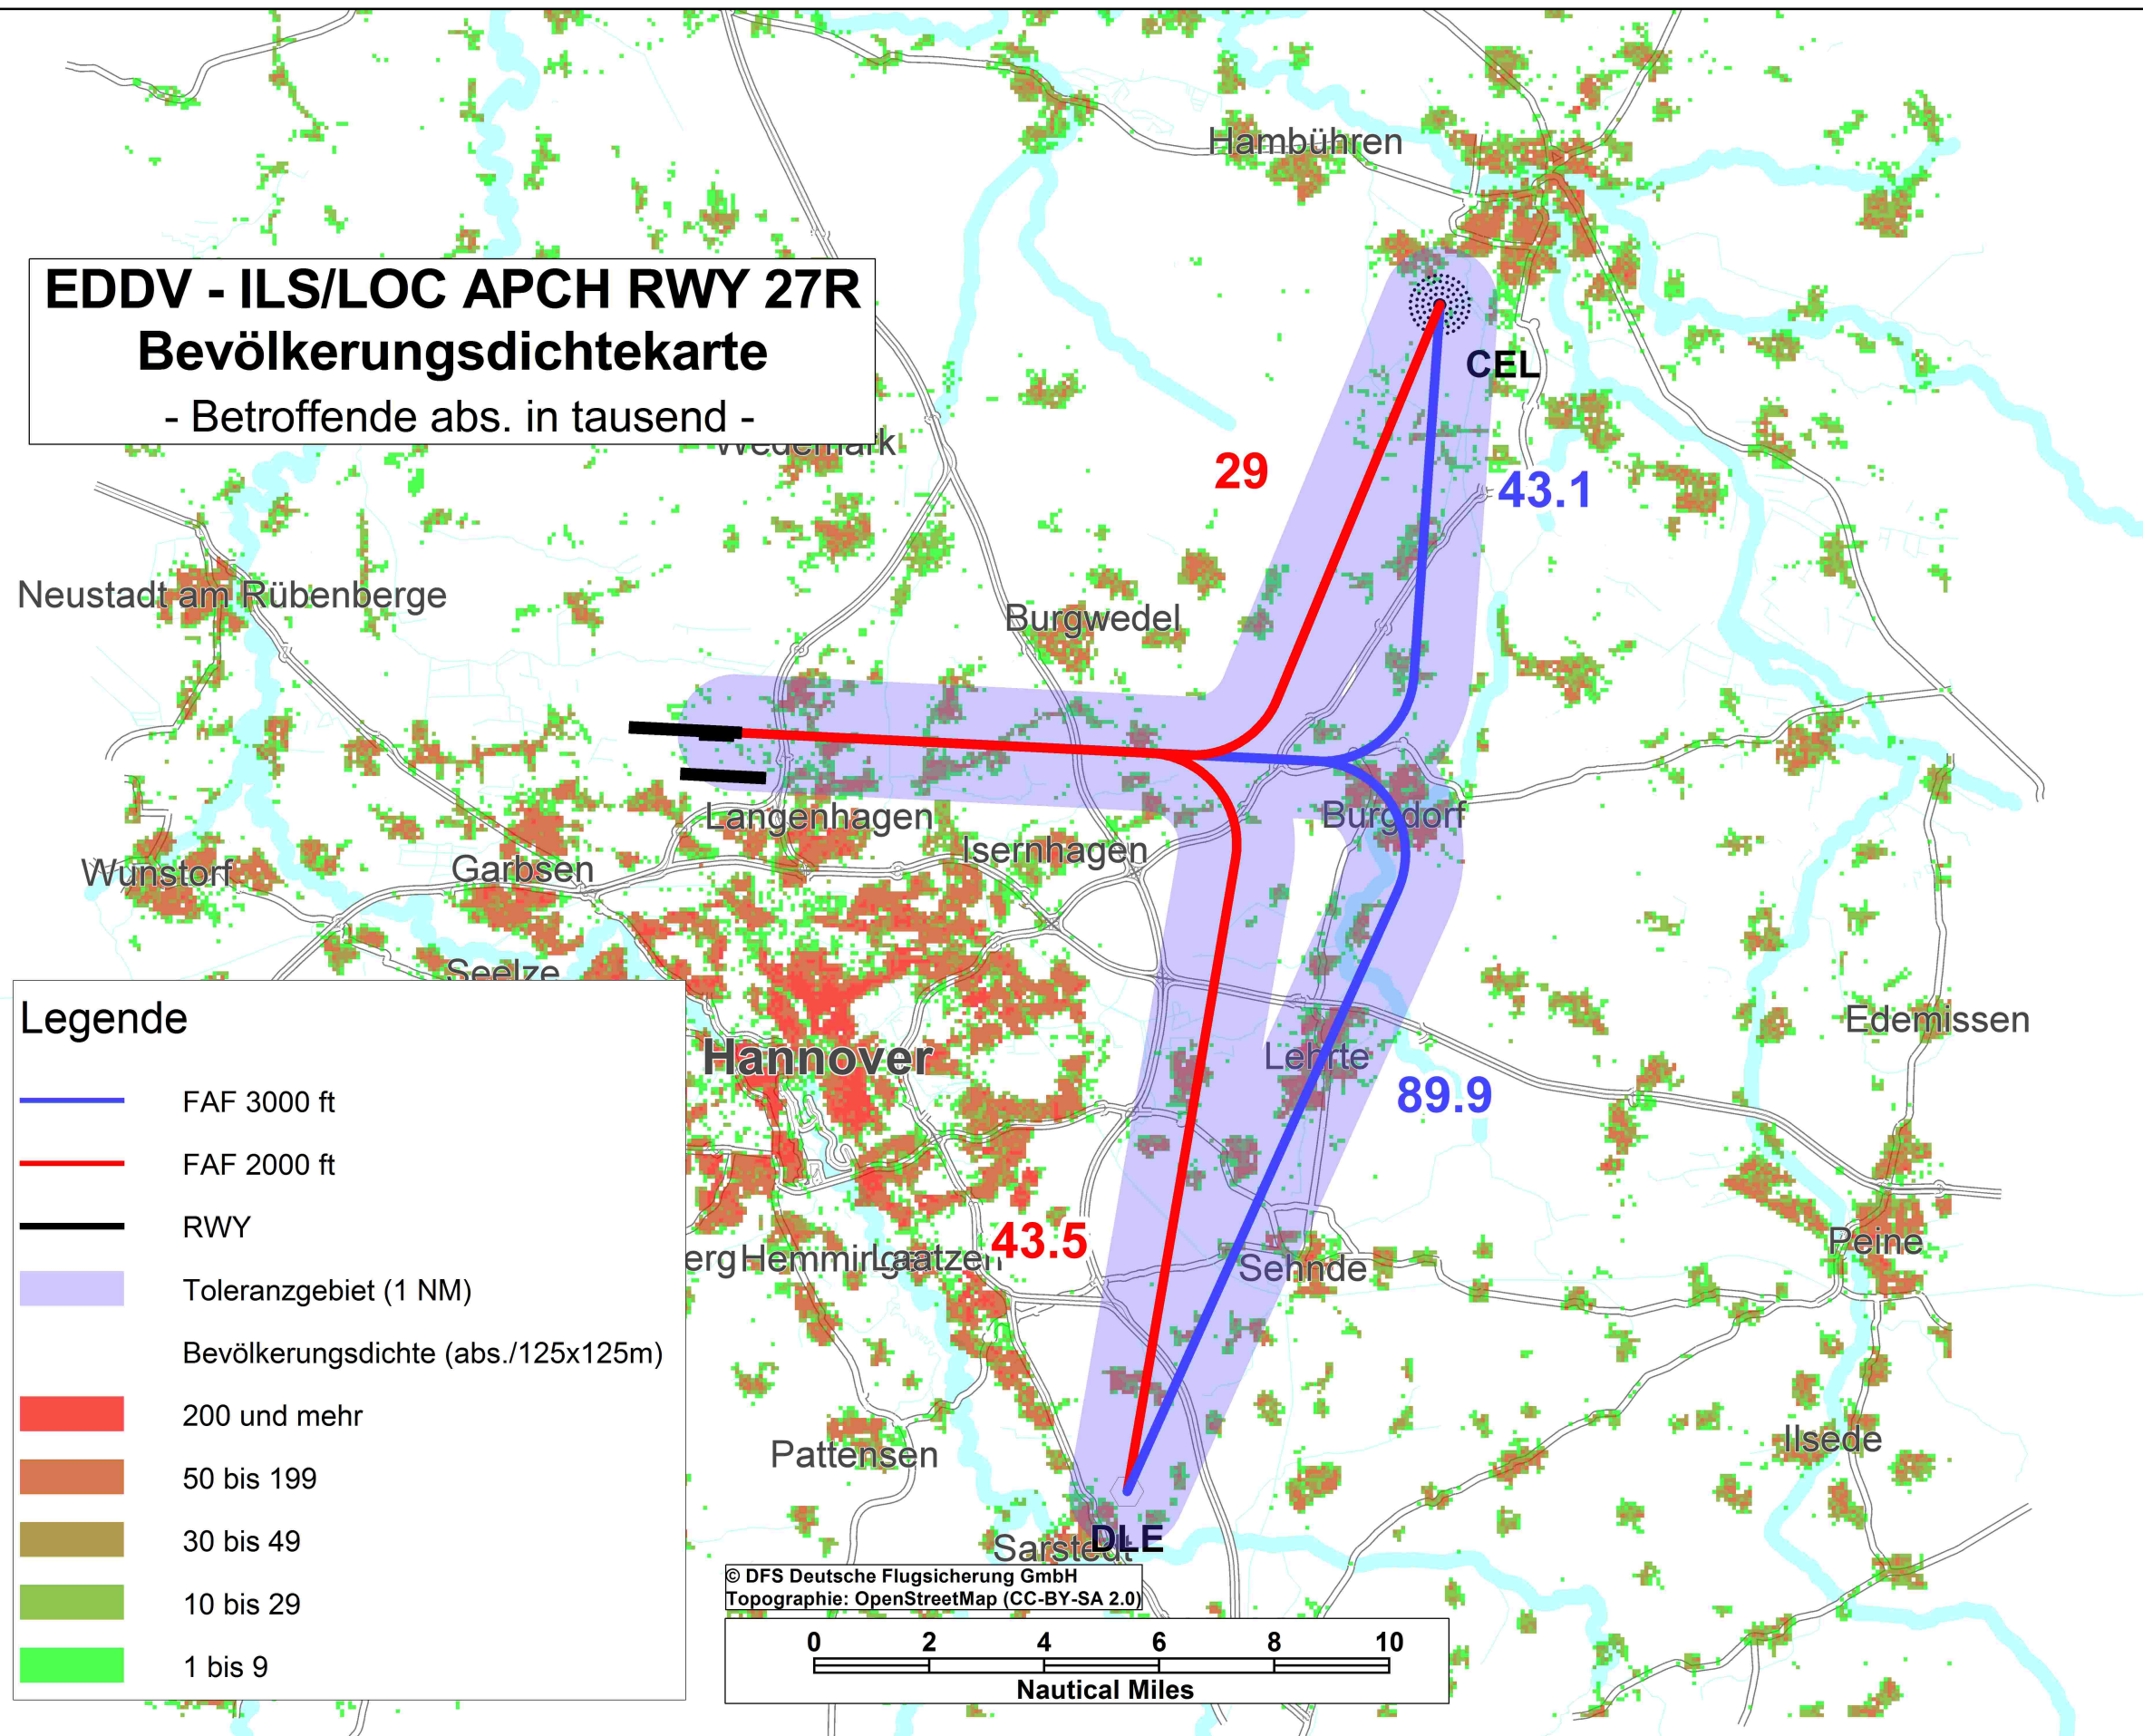 Hambühren
EDDV - ILS/LOC APCH RWY 27R
Bevölkerungsdichtekarte
- Betroffende abs. in tausend -
CEL
Wedemark
29
43.1
Neustadt am Rübenberge
Burgwedel
Langenhagen
Burgdorf
Isernhagen
Garbsen
Wunstorf
Seelze
Edemissen
Hannover
Lehrte
89.9
43.5
Peine
erg
Hemmingen
Laatzen
Sehnde
Ilsede
Pattensen
DLE
Sarstedt
Legende
FAF 3000 ft
FAF 2000 ft
RWY
Toleranzgebiet (1 NM)
Bevölkerungsdichte (abs./125x125m)
200 und mehr
50 bis 199
30 bis 49
10 bis 29
1 bis 9
© DFS Deutsche Flugsicherung GmbH
Topographie: OpenStreetMap (CC-BY-SA 2.0)
0 2 4 6 8 10
Nautical Miles